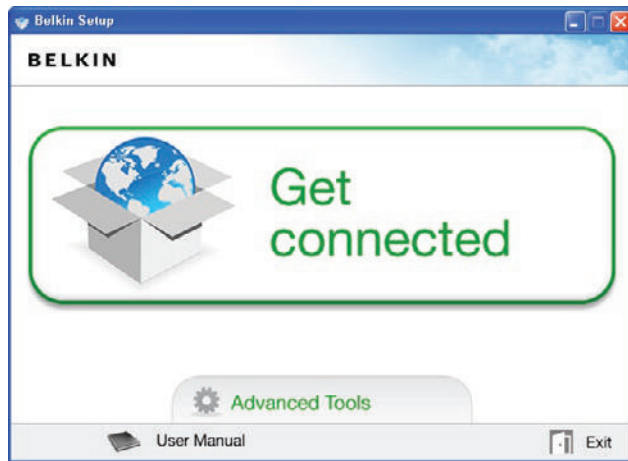 Belkin Setup
BELKIN
Get
connected
Advanced Tools
User Manual
Exit